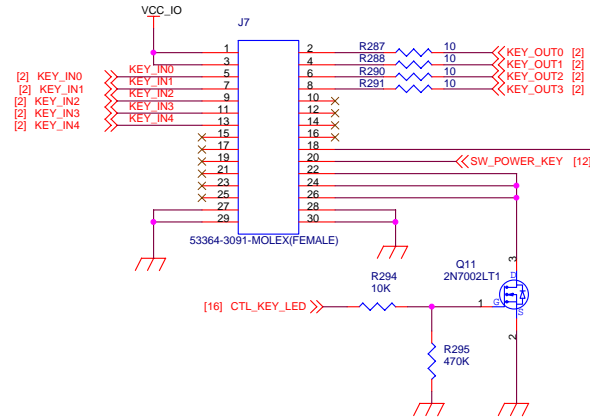 VCC_IO
J7
1 2 R287 10 KEY_OUT0 [2]
3 4 R288 10 KEY_OUT1 [2]
[2] KEY_IN0 KEY_IN0 5 6 R290 10 KEY_OUT2 [2]
[2] KEY_IN1 KEY_IN1 7 8 R291 10 KEY_OUT3 [2]
[2] KEY_IN2 KEY_IN2 9 10
[2] KEY_IN3 KEY_IN3 11 12
[2] KEY_IN4 KEY_IN4 13 14
15 16
17 18
19 20 SW_POWER_KEY [12]
21 22
23 24
25 26
27 28
29 30
53364-3091-MOLEX(FEMALE)
Q11
2N7002LT1
3
D
R294
10K
[16] CTL_KEY_LED
1
G
S
2
R295
470K